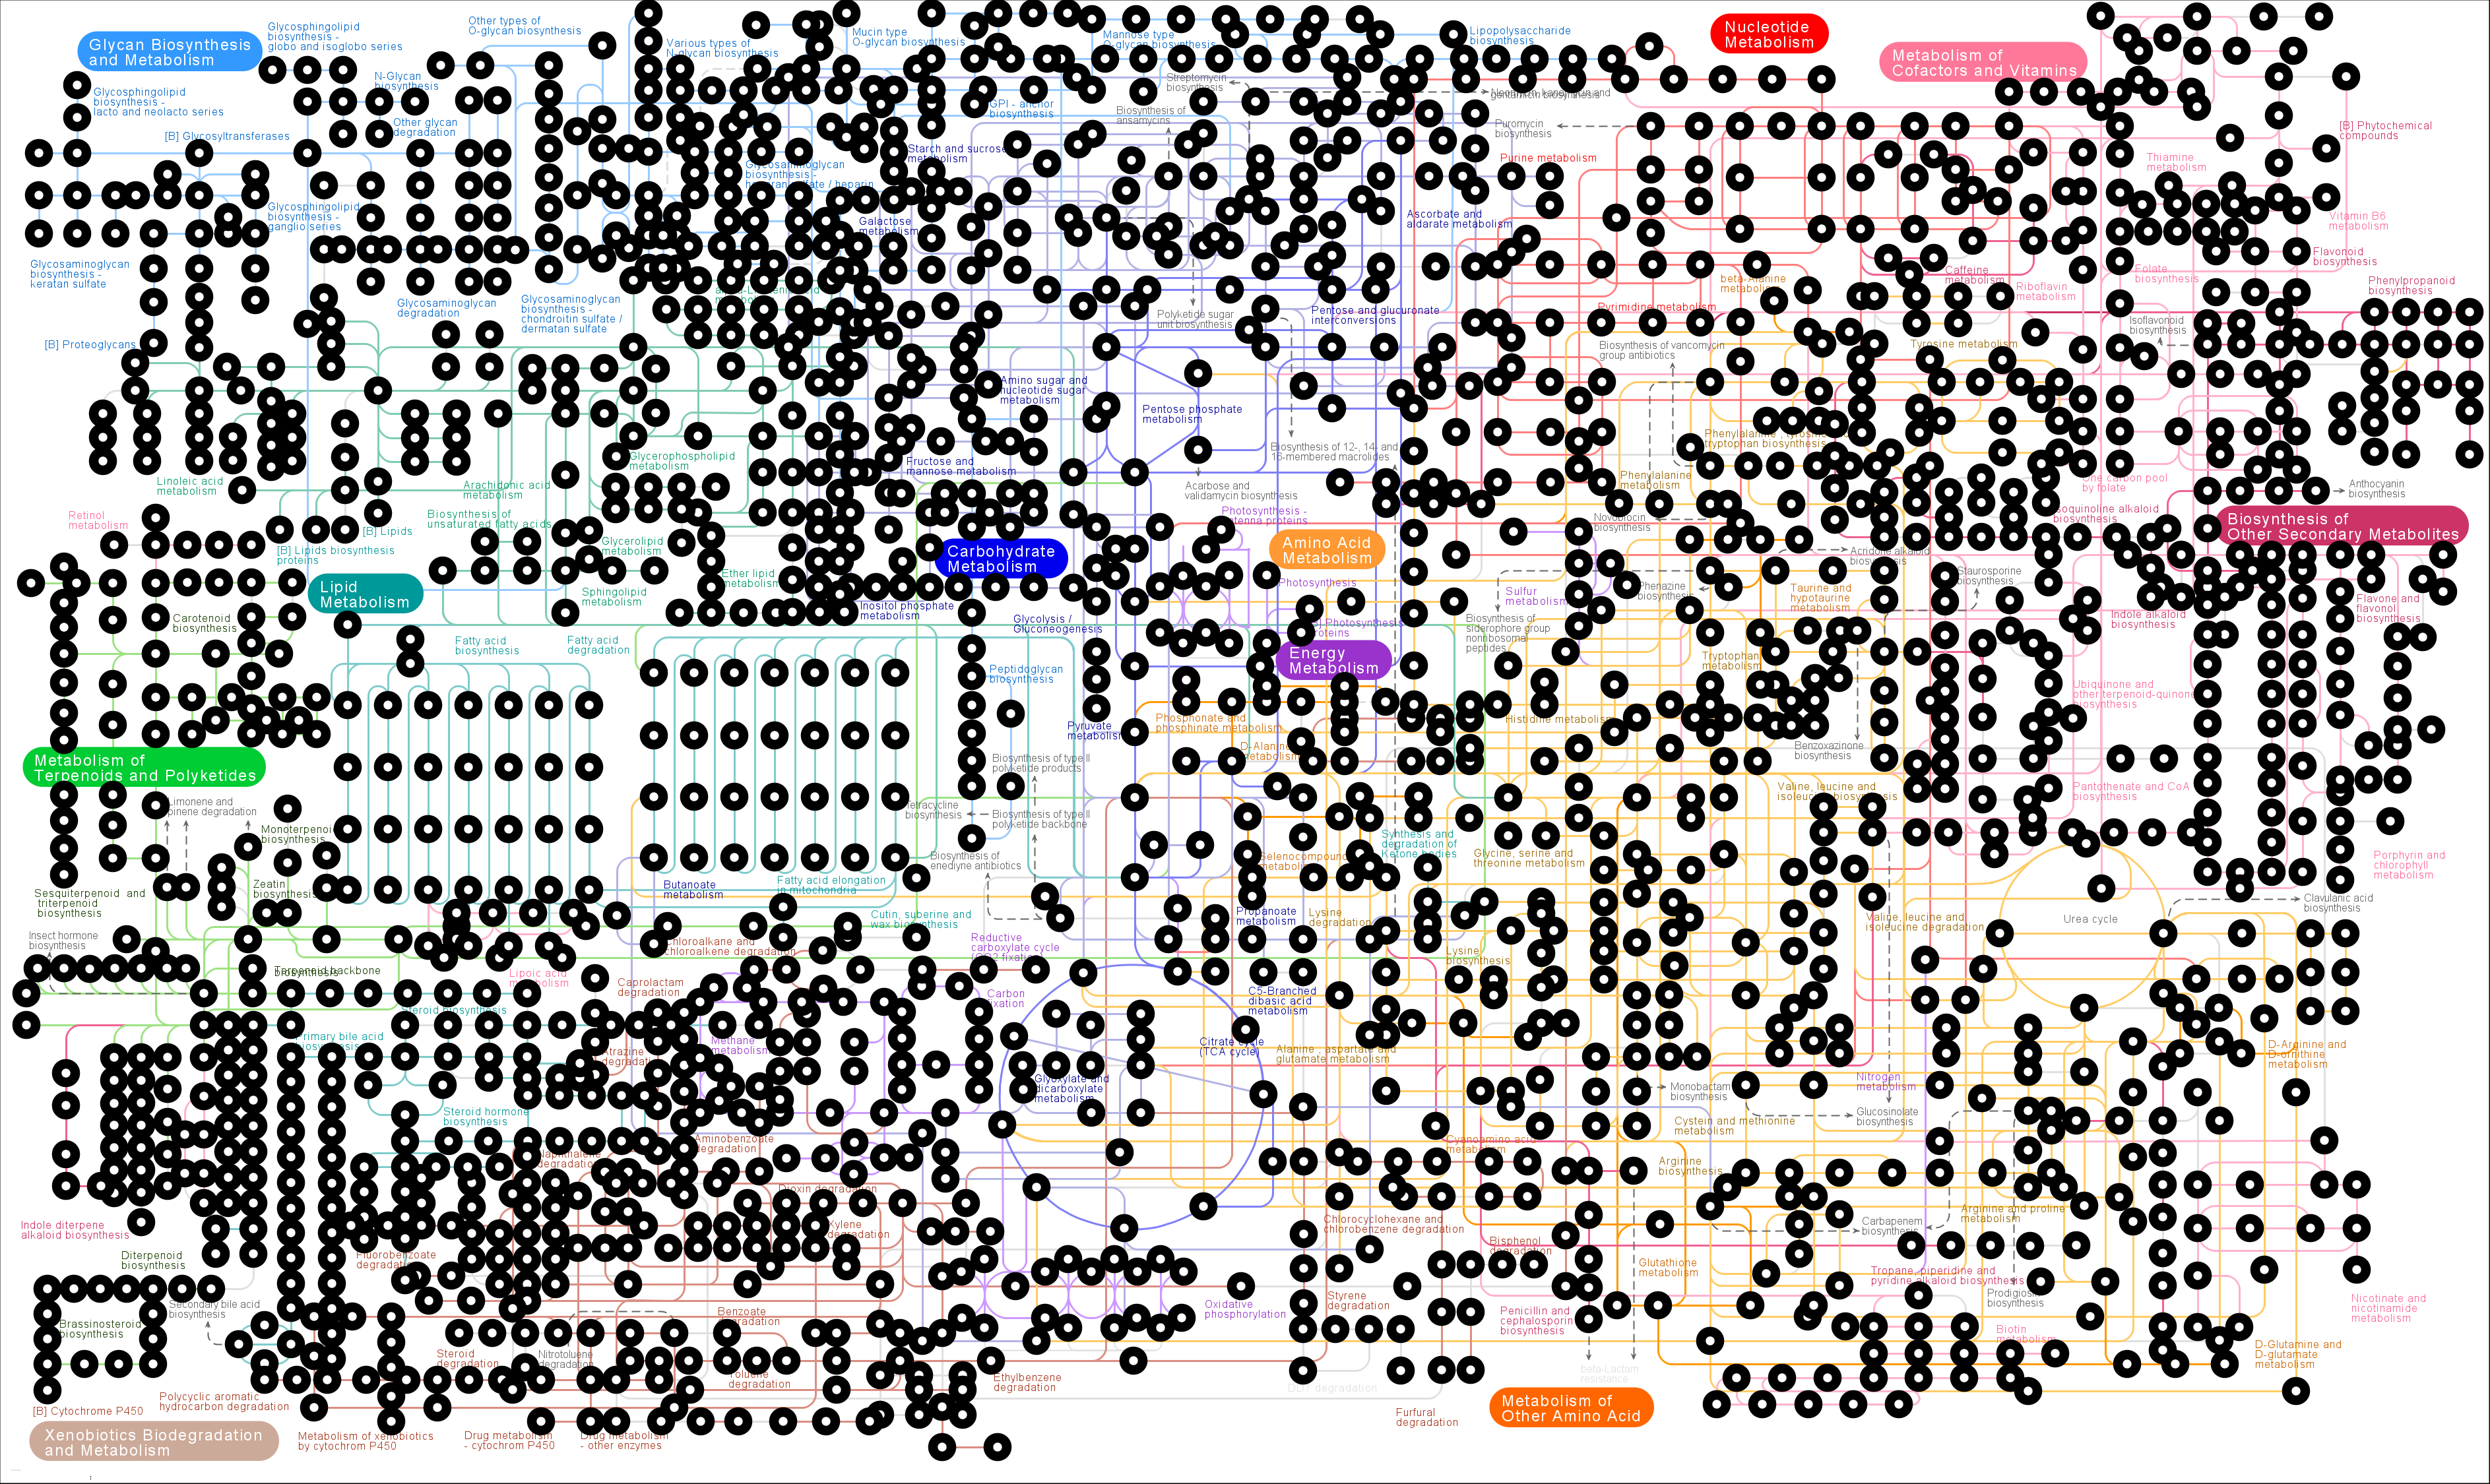 Glycan Biosynthesis
and Metabolism
Glycosphingolipid
biosynthesis -
globo and isoglobo series
Other types of
O-glycan biosynthesis
Various types of
N-glycan biosynthesis
Mucin type
O-glycan biosynthesis
Mannose type
O-glycan biosynthesis
Lipopolysaccharide
biosynthesis
Nucleotide
Metabolism
Metabolism of
Cofactors and Vitamins
N-Glycan
biosynthesis
Glycosphingolipid
biosynthesis -
lacto and neolacto series
Other glycan
degradation
[B] Glycosyltransferases
GPI - anchor
biosynthesis
Streptomycin
biosynthesis
Biosynthesis of
ansamycins
gentamicin biosynthesis
Puromycin
biosynthesis
[B] Phytochemical
compounds
Starch and sucrose
metabolism
Glycosaminoglycan
biosynthesis -
Purine metabolism
Thiamine
metabolism
Glycosphingolipid
biosynthesis -
ganglio series
Galactose
metabolism
Ascorbate and
aldarate metabolism
Vitamin B6
metabolism
Flavonoid
biosynthesis
Glycosaminoglycan
biosynthesis -
keratan sulfate
Caffeine
metabolism
Folate
biosynthesis
Riboflavin
metabolism
Phenylpropanoid
biosynthesis
beta-Alanine
metabolism
Glycosaminoglycan
degradation
Glycosaminoglycan
biosynthesis -
chondroitin sulfate /
dermatan sulfate
Polyketide sugar
unit biosynthesis
Pentose and glucuronate
interconversions
Pyrimidine metabolism
Isoflavonoid
biosynthesis
[B] Proteoglycans
Biosynthesis of vancomycin
group antibiotics
Tyrosine metabolism
Amino sugar and
nucleotide sugar
metabolism
Pentose phosphate
metabolism
Phenylalanine, tyrosine and
tryptophan biosynthesis
Glycerophospholipid
metabolism
Fructose and
mannose metabolism
Biosynthesis of 12-, 14- and
16-membered macrolides
Linoleic acid
metabolism
Arachidonic acid
metabolism
Acarbose and
validamycin biosynthesis
Phenylalanine
metabolism
One carbon pool
by folate
Anthocyanin
biosynthesis
Retinol
metabolism
Biosynthesis of
unsaturated fatty acids
[B] Lipids
[B] Lipids biosynthesis
proteins
Glycerolipid
metabolism
Photosynthesis -
antenna proteins
Novobiocin
biosynthesis
Isoquinoline alkaloid
biosynthesis
Biosynthesis of
Other Secondary Metabolites
Carbohydrate
Metabolism
Amino Acid
Metabolism
Acridone alkaloid
biosynthesis
Staurosporine
biosynthesis
Lipid
Metabolism
Sphingolipid
metabolism
Ether lipid
metabolism
Photosynthesis
Sulfur
metabolism
Phenazine
biosynthesis
Taurine and
hypotaurine
metabolism
Flavone and
flavonol
biosynthesis
Carotenoid
biosynthesis
Inositol phosphate
metabolism
Glycolysis /
Gluconeogenesis
[B] Photosynthesis
proteins
Biosynthesis of
siderophore group
nonribosomal
peptides
Indole alkaloid
biosynthesis
Fatty acid
biosynthesis
Fatty acid
degradation
Energy
Metabolism
Tryptophan
metabolism
Peptidoglycan
biosynthesis
Ubiquinone and
other terpenoid-quinone
biosynthesis
Pyruvate
metabolism
Phosphonate and
phosphinate metabolism
Histidine metabolism
D-Alanine
metabolism
Benzoxazinone
biosynthesis
Metabolism of
Terpenoids and Polyketides
Biosynthesis of type II
polyketide products
Valine, leucine and
isoleucine biosynthesis
Pantothenate and CoA
biosynthesis
Limonene and
pinene degradation
Tetracycline
biosynthesis
Biosynthesis of type II
polyketide backbone
Monoterpenoid
biosynthesis
Synthesis and
degradation of
Ketone bodies
Biosynthesis of
enediyne antibiotics
Selenocompound
metabolism
Glycine, serine and
threonine metabolism
Porphyrin and
chlorophyll
metabolism
Sesquiterpenoid and
triterpenoid
biosynthesis
Zeatin
biosynthesis
Butanoate
metabolism
Fatty acid elongation
in mitochondria
Clavulanic acid
biosynthesis
Cutin, suberine and
wax biosynthesis
Propanoate
metabolism
Lysine
degradation
Valine, leucine and
isoleucine degradation
Urea cycle
Insect hormone
biosynthesis
Chloroalkane and
chloroalkene degradation
Reductive
carboxylate cycle
(CO2 fixation)
Lysine
biosynthesis
Terpenoid backbone
biosynthesis
Lipoic acid
metabolism
Caprolactam
degradation
Carbon
fixation
C5-Branched
dibasic acid
metabolism
Steroid biosynthesis
Primary bile acid
biosynthesis
Methane
metabolism
Atrazine
degradation
Citrate cycle
(TCA cycle)
Alanine, aspartate and
glutamate metabolism
D-Arginine and
D-ornithine
metabolism
Glyoxylate and
dicarboxylate
metabolism
Nitrogen
metabolism
Monobactam
biosynthesis
Glucosinolate
biosynthesis
Steroid hormone
biosynthesis
Cystein and methionine
metabolism
Aminobenzoate
degradation
Cyanoamino acid
metabolism
Naphthalene
degradation
Arginine
biosynthesis
Dioxin degradation
Arginine and proline
metabolism
Indole diterpene
alkaloid biosynthesis
Xylene
degradation
Chlorocyclohexane and
chlorobenzene degradation
Carbapenem
biosynthesis
Bisphenol
degradation
Diterpenoid
biosynthesis
Fluorobenzoate
degradation
Glutathione
metabolism
Tropane, piperidine and
pyridine alkaloid biosynthesis
Prodigiosin
biosynthesis
Secondary bile acid
biosynthesis
Benzoate
degradation
Oxidative
phosphorylation
Styrene
degradation
Penicillin and
cephalosporin
biosynthesis
Nicotinate and
nicotinamide
metabolism
Brassinosteroid
biosynthesis
Biotin
metabolism
Steroid
degradation
Nitrotoluene
degradation
Toluene
degradation
Ethylbenzene
degradation
DDT degradation
beta-Lactam
resistance
D-Glutamine and
D-glutamate
metabolism
Polycyclic aromatic
hydrocarbon degradation
[B] Cytochrome P450
Furfural
degradation
Metabolism of
Other Amino Acid
Xenobiotics Biodegradation
and Metabolism
Metabolism of xenobiotics
by cytochrom P450
Drug metabolism
- cytochrom P450
Drug metabolism
- other enzymes